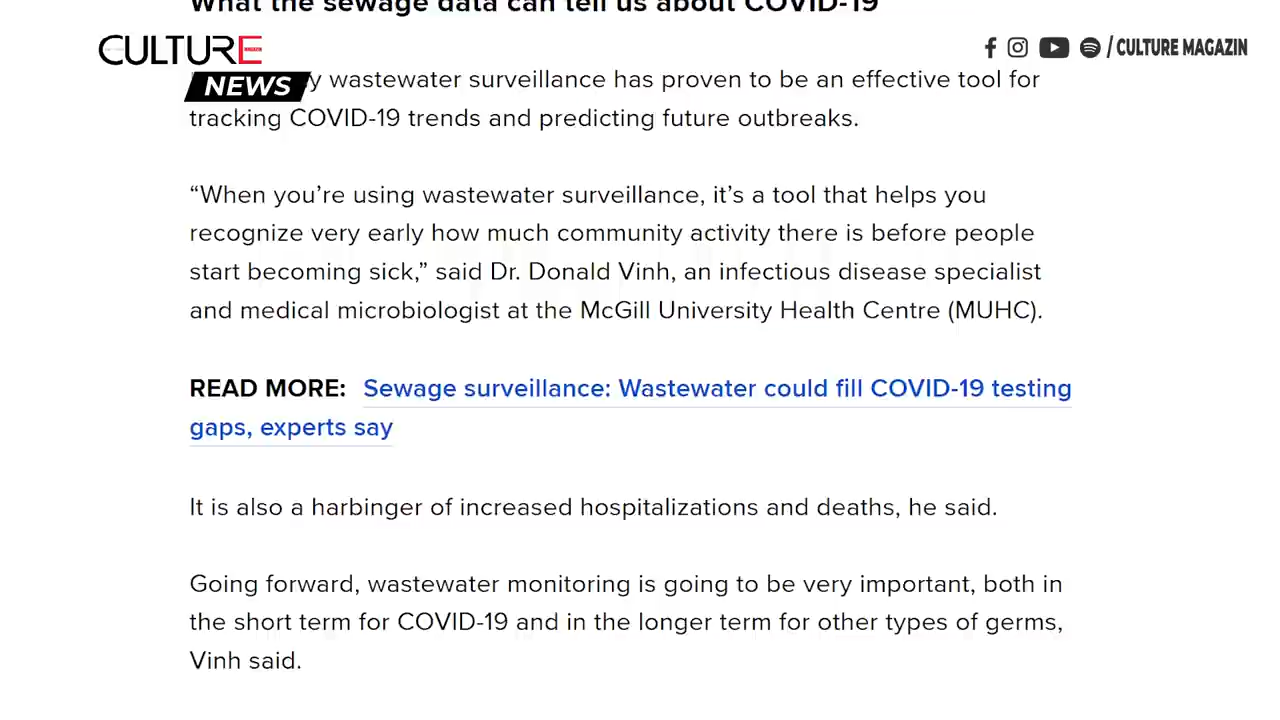 What the sewage data can tell us about COVID-19
CULTURE
NEWS
/ CULTURE MAGAZIN
wastewater surveillance has proven to be an effective tool for
tracking COVID-19 trends and predicting future outbreaks.
“When you’re using wastewater surveillance, it’s a tool that helps you
recognize very early how much community activity there is before people
start becoming sick,” said Dr. Donald Vinh, an infectious disease specialist
and medical microbiologist at the McGill University Health Centre (MUHC).
READ MORE: Sewage surveillance: Wastewater could fill COVID-19 testing
gaps, experts say
It is also a harbinger of increased hospitalizations and deaths, he said.
Going forward, wastewater monitoring is going to be very important, both in
the short term for COVID-19 and in the longer term for other types of germs,
Vinh said.